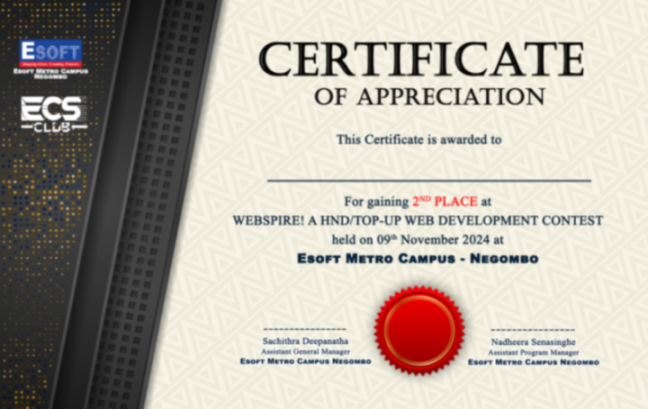 ESOFT
ESOFT METRO CAMPUS
NEGOMBO
ECS
CLUB
CERTIFICATE
OF APPRECIATION
This Certificate is awarded to
For gaining 2ND PLACE at
WEBSPIRE! A HND/TOP-UP WEB DEVELOPMENT CONTEST
held on 09th November 2024 at
ESOFT METRO CAMPUS - NEGOMBO
Sachithra Deepanatha
Assistant General Manager
ESOFT METRO CAMPUS NEGOMBO
Nadheera Senasinghe
Assistant Program Manager
ESOFT METRO CAMPUS NEGOMBO